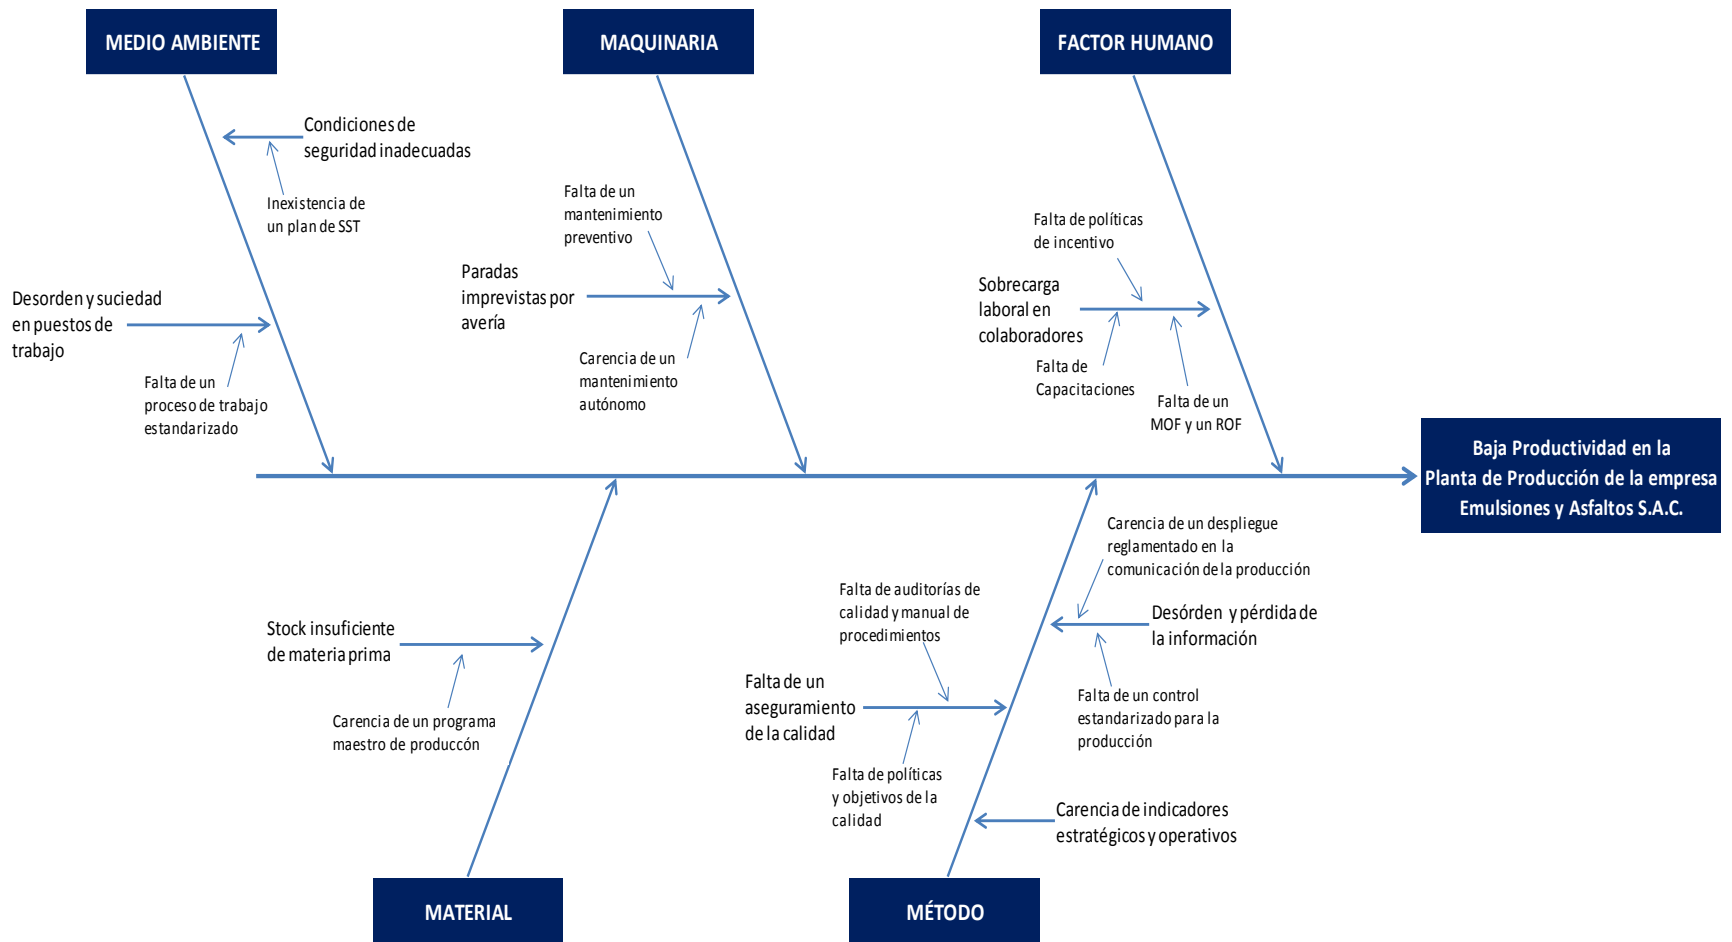 MEDIO AMBIENTE
MAQUINARIA
FACTOR HUMANO
Condiciones de
seguridad inadecuadas
Inexistencia de
un plan de SST
Desorden y suciedad
en puestos de
trabajo
Falta de un
proceso de trabajo
estandarizado
Falta de un
mantenimiento
preventivo
Paradas
imprevistas por
avería
Carencia de un
mantenimiento
autónomo
Falta de políticas
de incentivo
Sobrecarga
laboral en
colaboradores
Falta de
Capacitaciones
Falta de un
MOF y un ROF
Baja Productividad en la
Planta de Producción de la empresa
Emulsiones y Asfaltos S.A.C.
Stock insuficiente
de materia prima
Carencia de un programa
maestro de produccón
Carencia de un despliegue
reglamentado en la
comunicación de la producción
Falta de auditorías de
calidad y manual de
procedimientos
Desórden y pérdida de
la información
Falta de un
aseguramiento
de la calidad
Falta de un control
estandarizado para la
producción
Falta de políticas
y objetivos de la
calidad
Carencia de indicadores
estratégicos y operativos
MATERIAL
MÉTODO